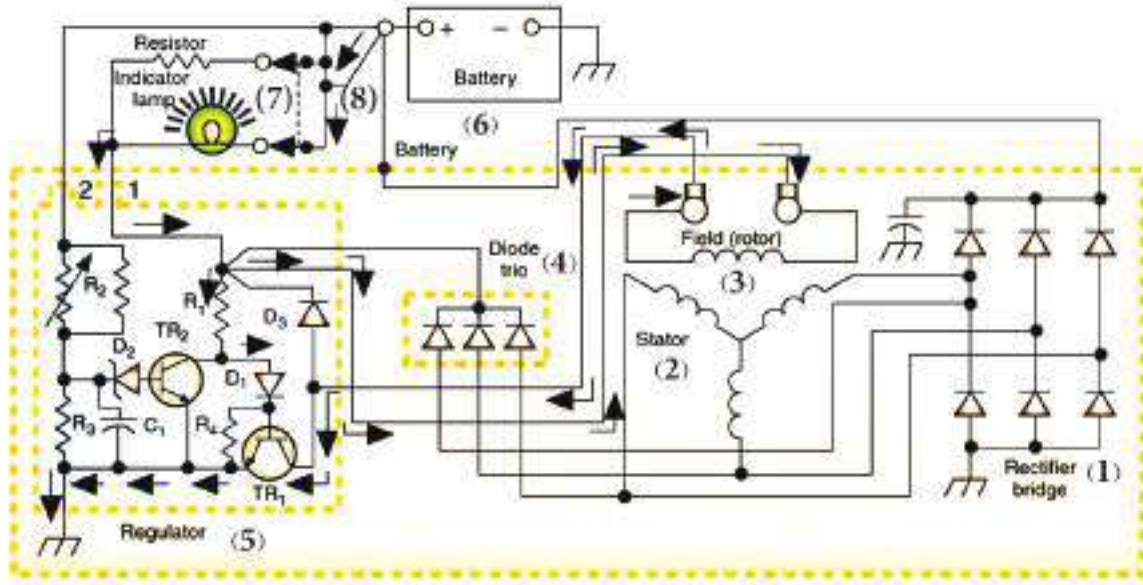 Resistor
Indicator
lamp
(7)
(8)
+ −
Battery
(6)
Battery
2 1
Diode
trio
(4)
Field (rotor)
(3)
R2
R1
D3
TR2
D2
D1
Stator
(2)
R3
C1
R4
TR1
Rectifier
bridge
(1)
Regulator
(5)